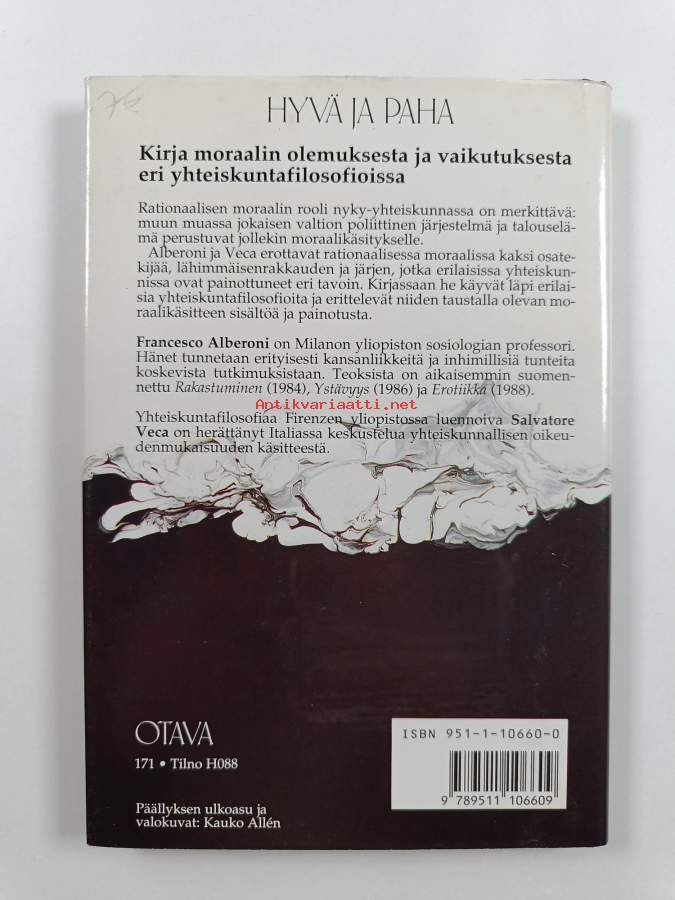 75
HYVÄ JA PAHA
Kirja moraalin olemuksesta ja vaikutuksesta
eri yhteiskuntafilosofioissa
Rationaalisen moraalin rooli nyky-yhteiskunnassa on merkittävä:
muun muassa jokaisen valtion poliittinen järjestelmä ja talouselä-
mä perustuvat jollekin moraalikäsitykselle.
Alberoni ja Veca erottavat rationaalisessa moraalissa kaksi osate-
kijää, lähimmäisenrakkauden ja järjen, jotka erilaisissa yhteiskun-
nissa ovat painottuneet eri tavoin. Kirjassaan he käyvät läpi erilai-
sia yhteiskuntafilosofioita ja erittelevät niiden taustalla olevan mo-
raalikäsitteen sisältöä ja painotusta.
Francesco Alberoni on Milanon yliopiston sosiologian professori.
Hänet tunnetaan erityisesti kansanliikkeitä ja inhimillisiä tunteita
koskevista tutkimuksistaan. Teoksista on aikaisemmin suomen-
nettu Rakastuminen (1984), Ystävyys (1986) ja Erotiikka (1988).
Antikvariaatti.net
Yhteiskuntafilosofiaa Firenzen yliopistossa luennoiva Salvatore
Veca on herättänyt Italiassa keskustelua yhteiskunnallisen oikeu-
denmukaisuuden käsitteestä.
OTAVA
171 • Tilno H088
Päällyksen ulkoasu ja
valokuvat: Kauko Allén
ISBN 951-1-10660-0
9 789511 106609